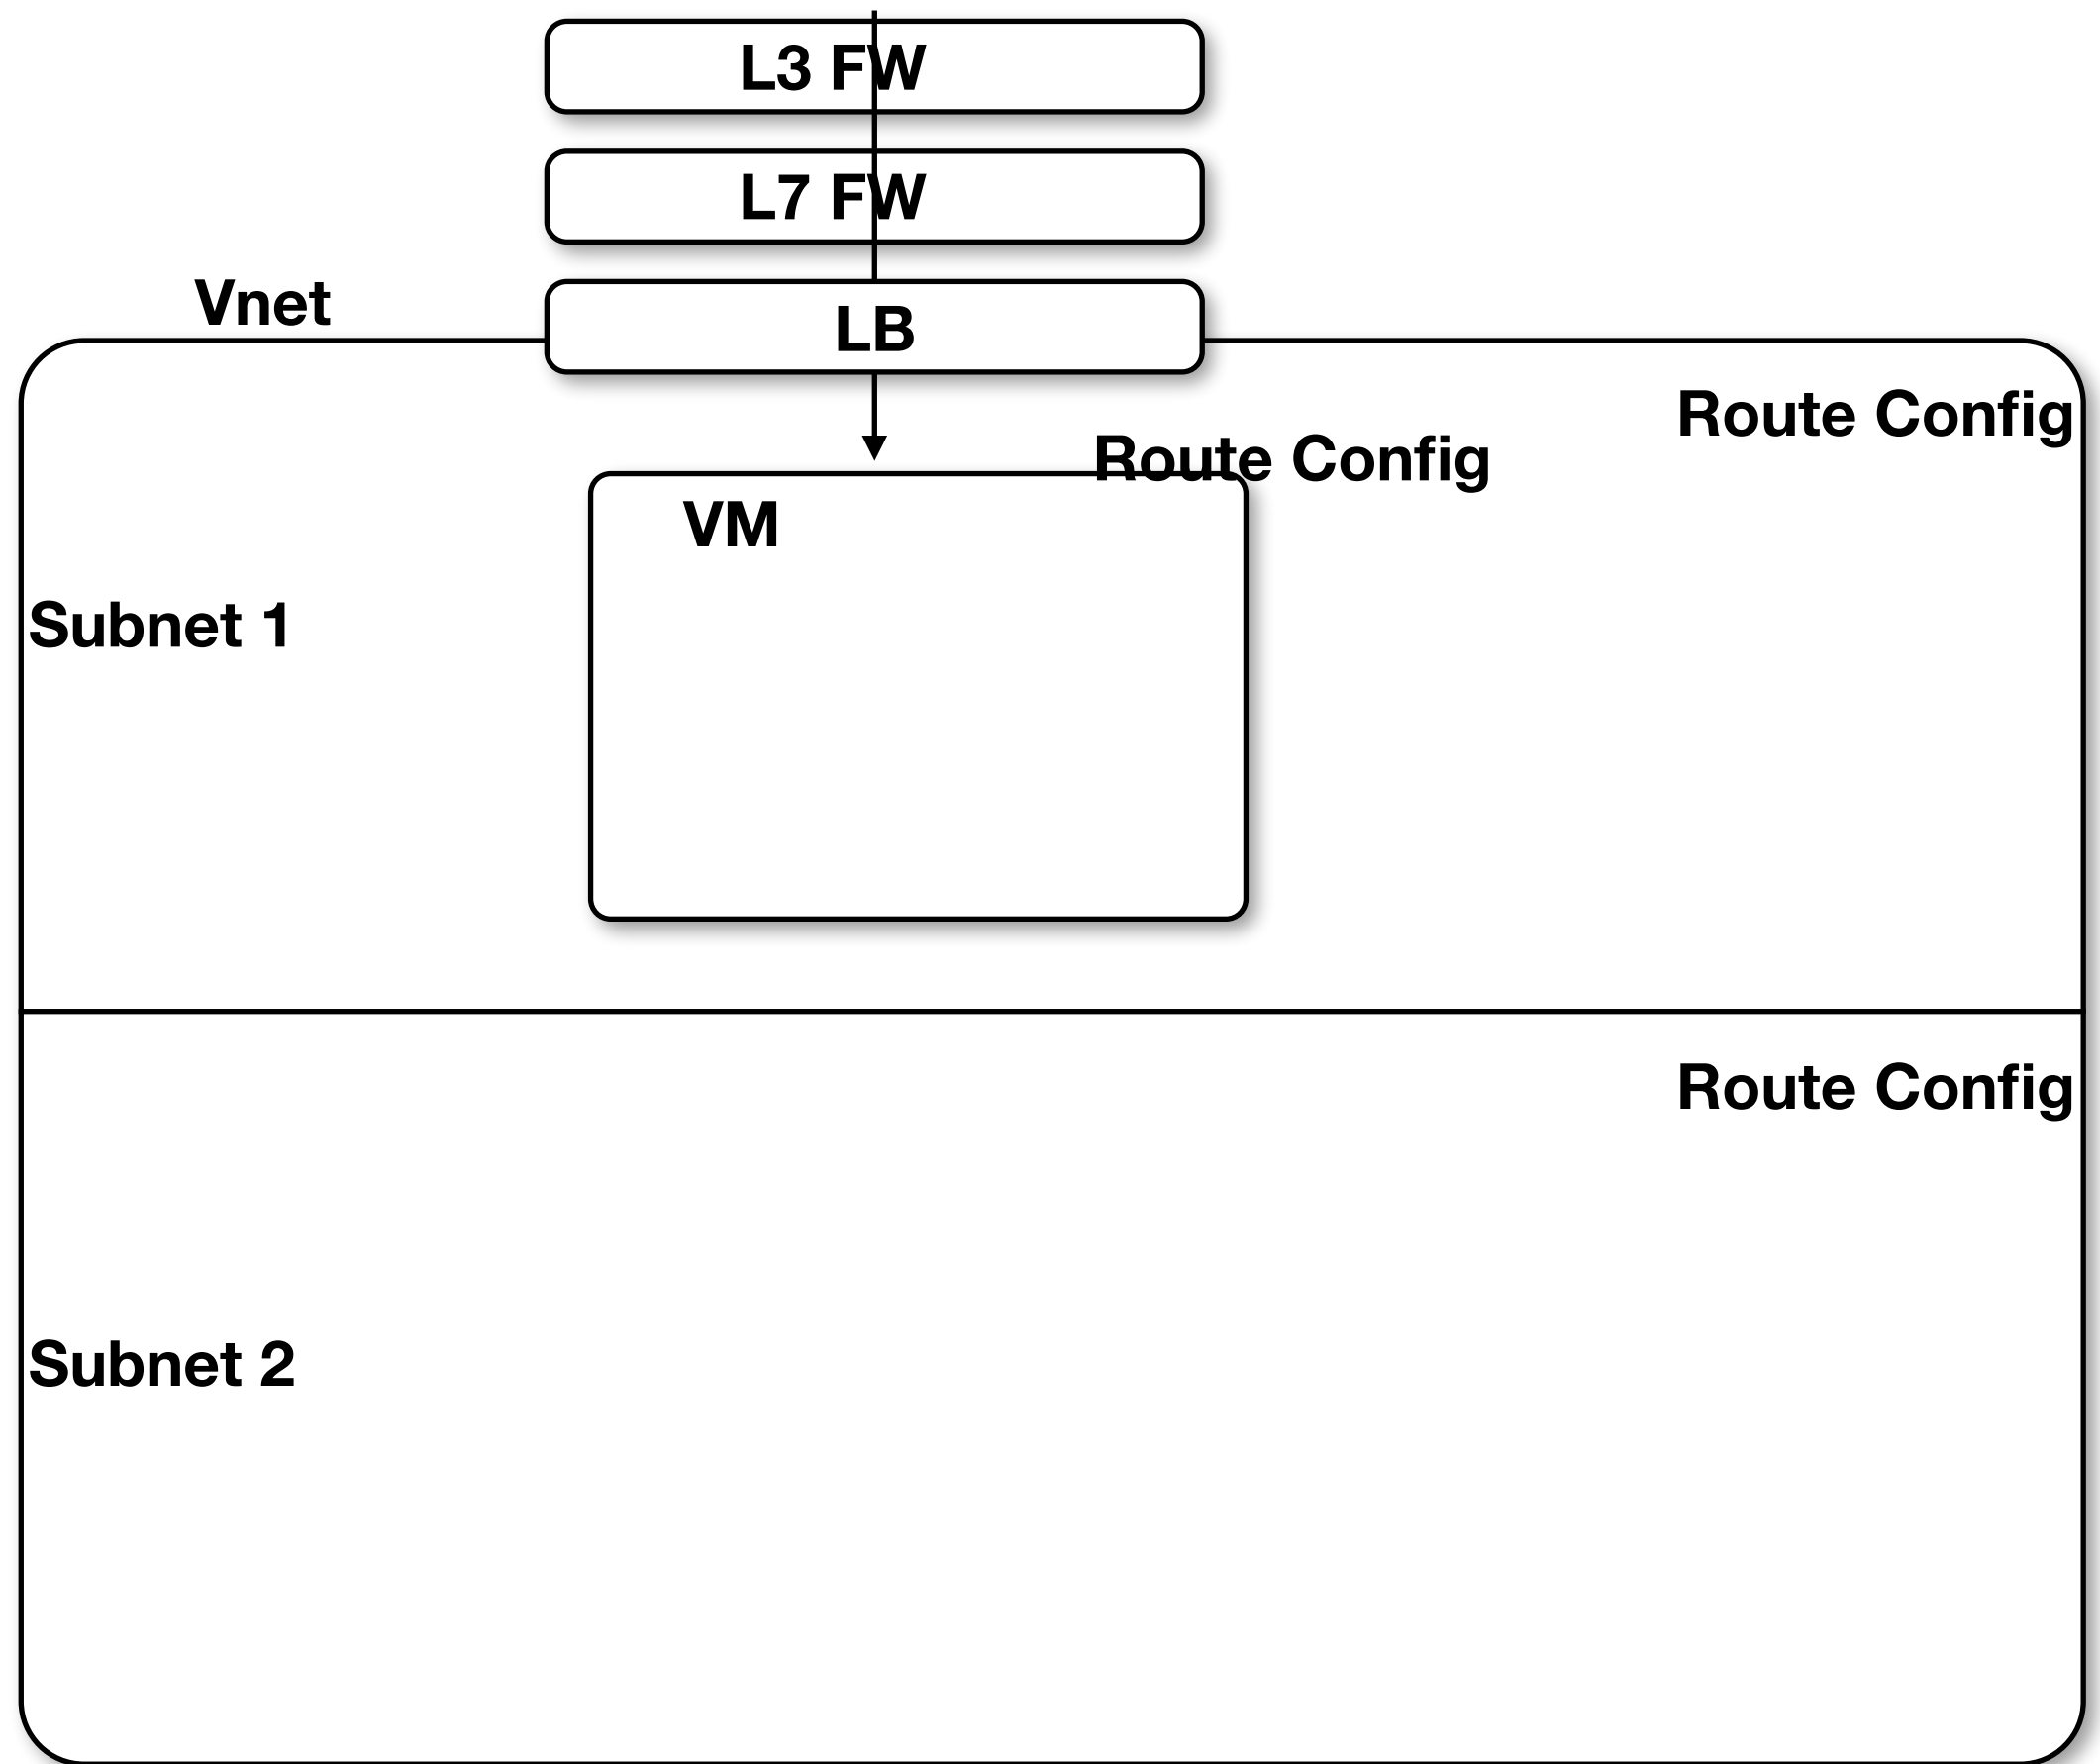 L3 FW
L7 FW
Vnet
LB
Route Config
Route Config
VM
Subnet 1
Route Config
Subnet 2